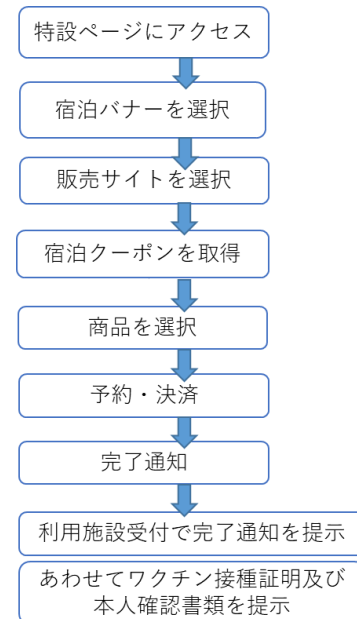 特設ページにアクセス
宿泊バナーを選択
販売サイトを選択
宿泊クーポンを取得
商品を選択
予約・決済
完了通知
利用施設受付で完了通知を提示
あわせてワクチン接種証明及び
本人確認書類を提示